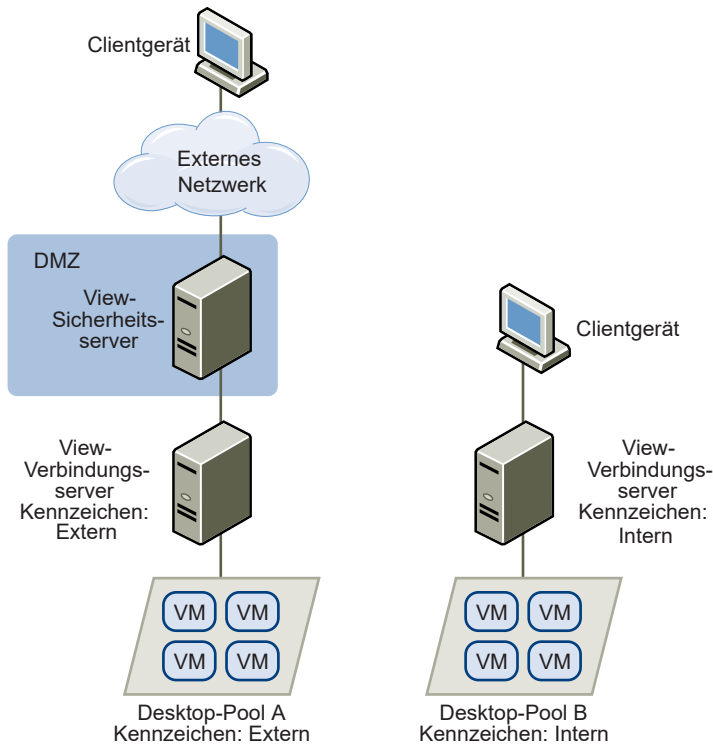 Clientgerät
Externes
Netzwerk
DMZ
View-
Sicherheits-
server
View-
Verbindungs-
server
Kennzeichen:
Extern
VM VM
VM VM
Desktop-Pool A
Kennzeichen: Extern
Clientgerät
View-
Verbindungs-
server
Kennzeichen:
Intern
VM VM
VM VM
Desktop-Pool B
Kennzeichen: Intern